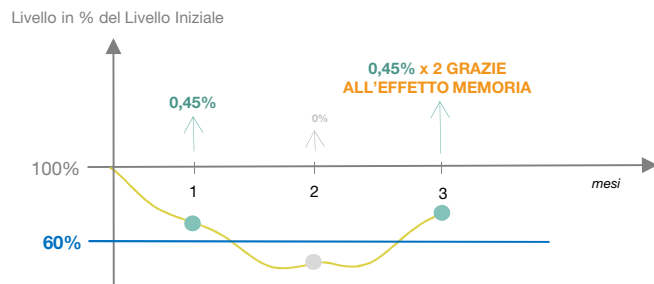 Livello in % del Livello Iniziale
0,45% x 2 GRAZIE
ALL'EFFETTO MEMORIA
0,45%
0%
100%
1
2
3
mesi
60%